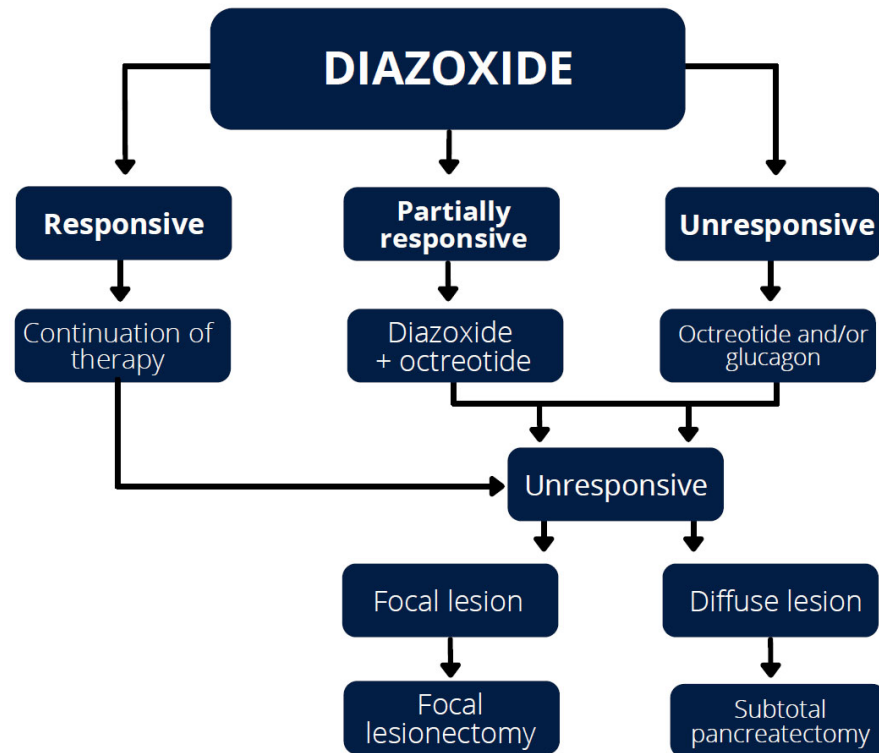 DIAZOXIDE
Responsive
Partially
responsive
Unresponsive
Continuation of
therapy
Diazoxide
+ octreotide
Octreotide and/or
glucagon
Unresponsive
Focal lesion
Diffuse lesion
Focal
lesionectomy
Subtotal
pancreatectomy